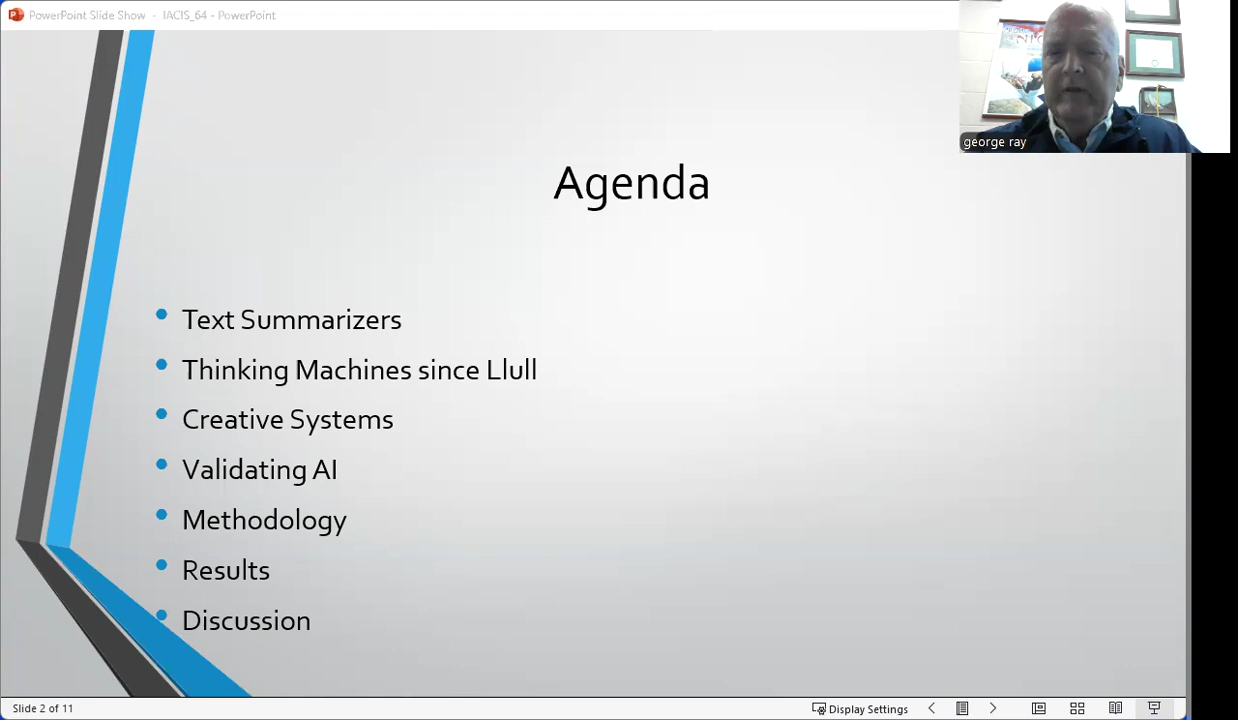 PowerPoint Slide Show - IACIS_64 - PowerPoint
george ray
Agenda
Text Summarizers
Thinking Machines since Llull
Creative Systems
Validating AI
Methodology
Results
Discussion
Slide 2 of 11
Display Settings